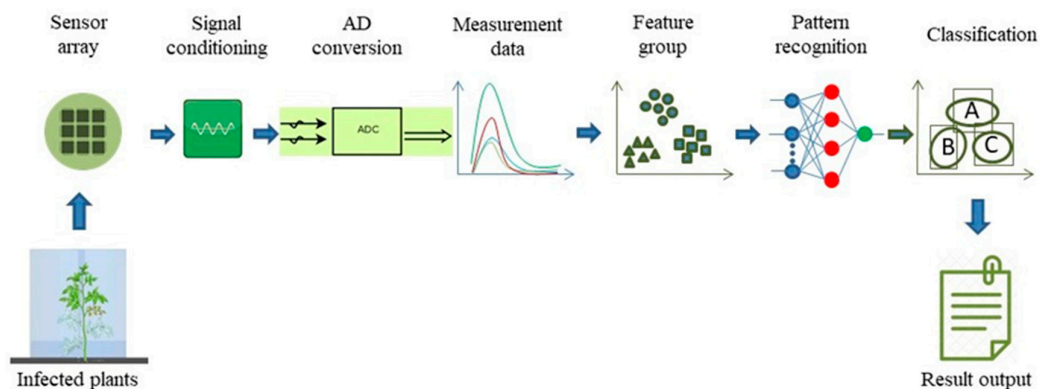 Sensor
array
Signal
conditioning
AD
conversion
Measurement
data
Feature
group
Pattern
recognition
Classification
ADC
A
B
C
Infected plants
Result output